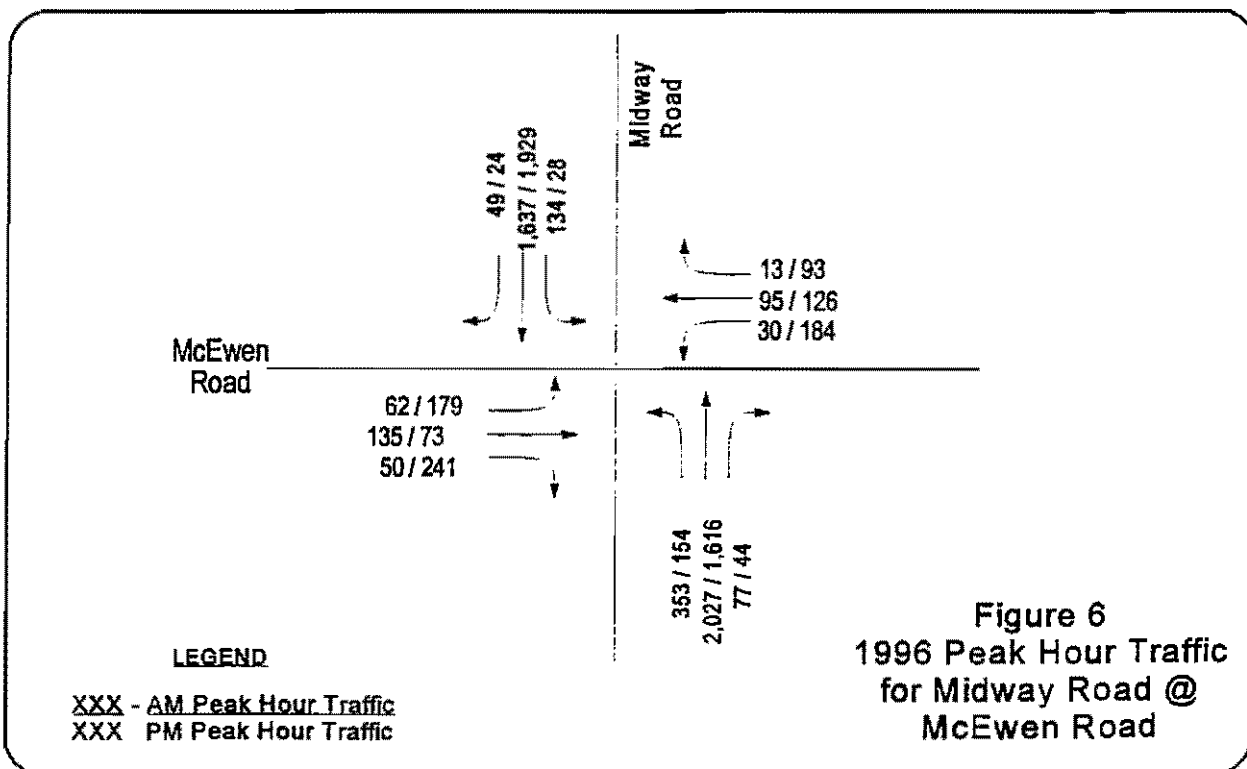 Midway
Road
49 / 24
1,637 / 1,929
134 / 28
13 / 93
95 / 126
30 / 184
McEwen
Road
62 / 179
135 / 73
50 / 241
353 / 154
2,027 / 1,616
77 / 44
LEGEND
XXX - AM Peak Hour Traffic
XXX PM Peak Hour Traffic
Figure 6
1996 Peak Hour Traffic
for Midway Road @
McEwen Road